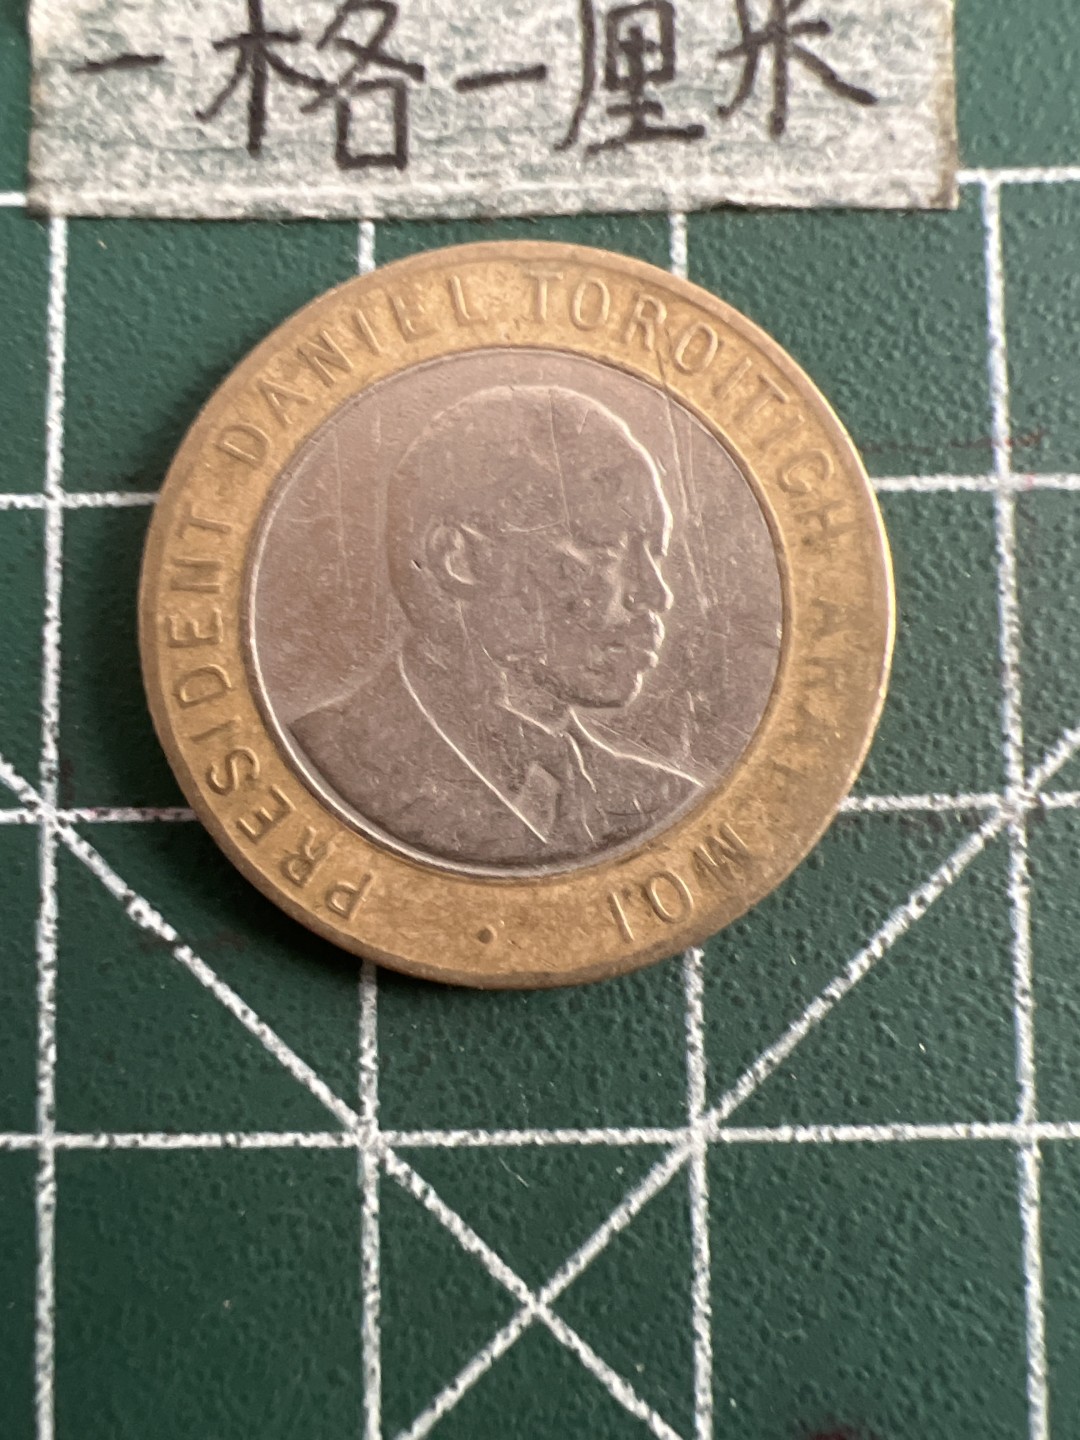 一格一厘米
PRESIDENT DANIEL TOROITICH ARAP MOI